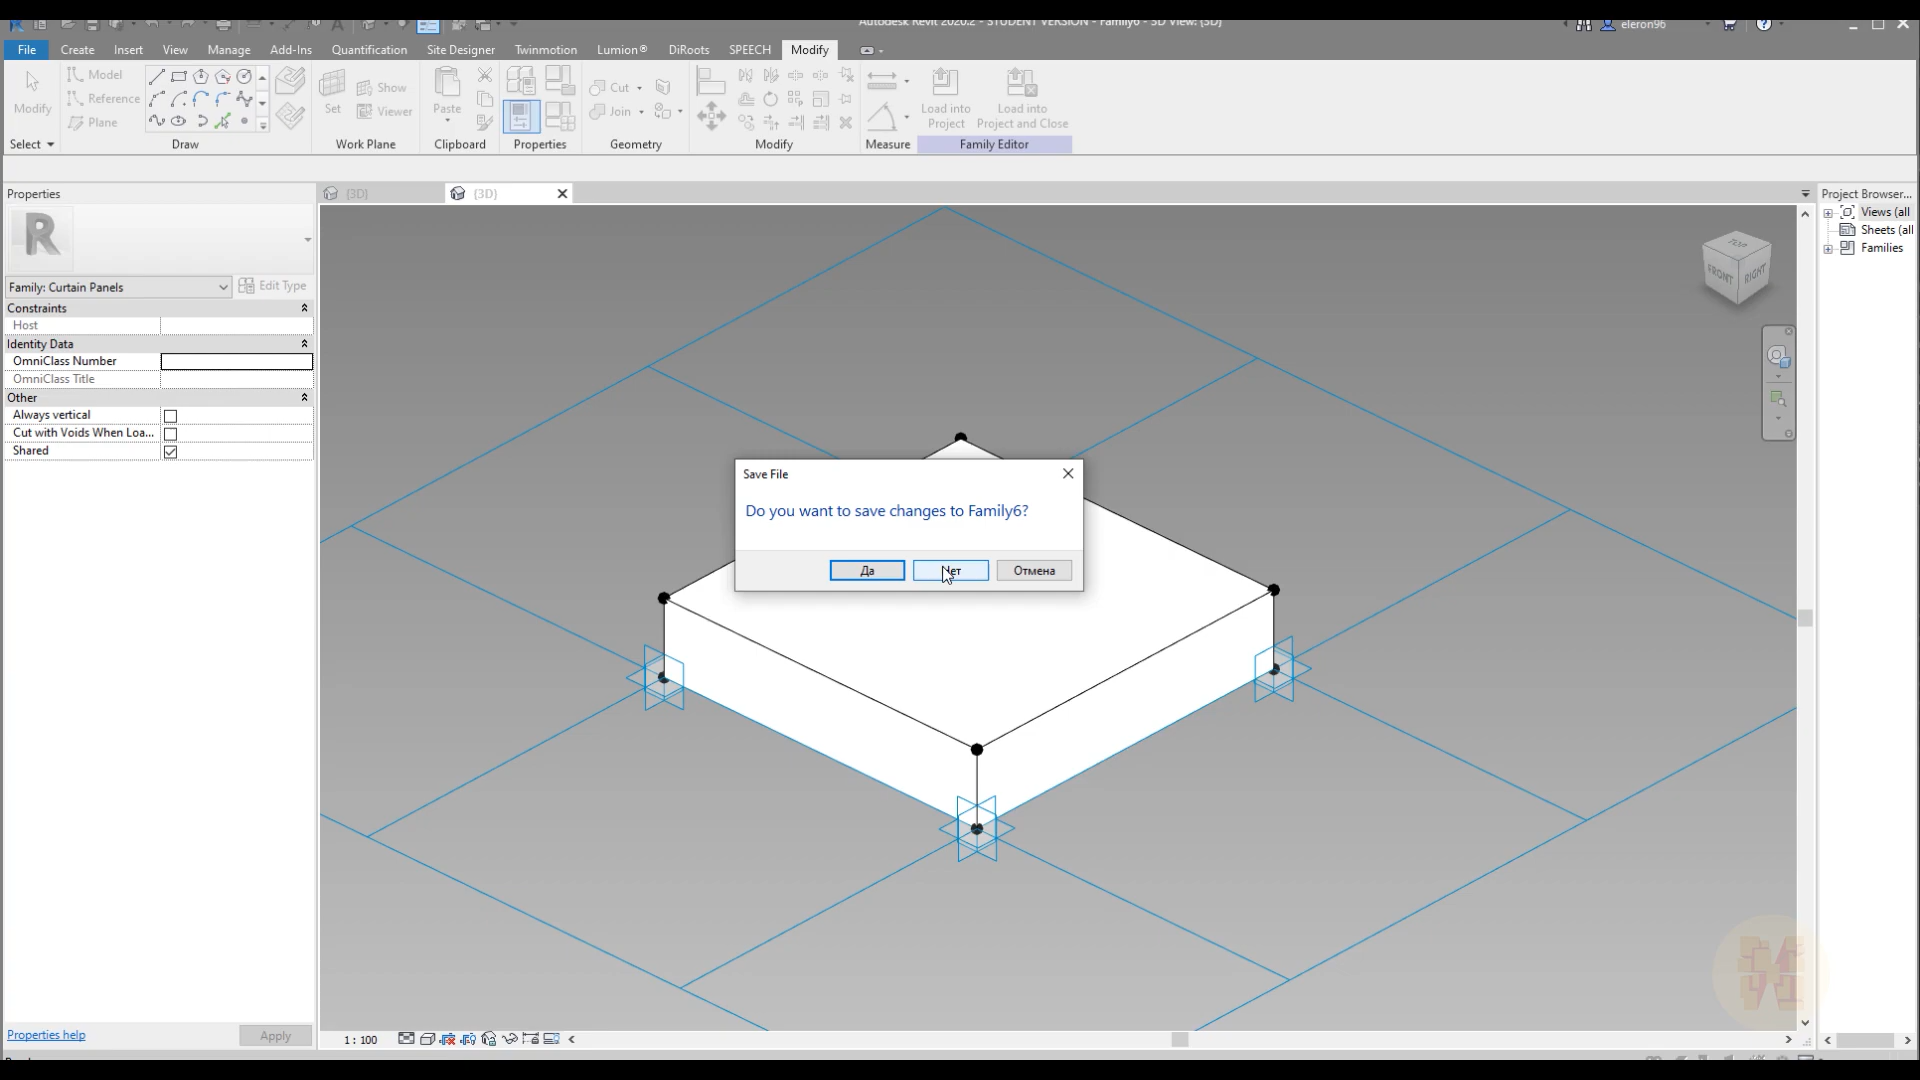 Autodesk Revit 2020.2 - STUDENT VERSION - Family6 - 3D View: {3D}
eleron96
File Create Insert View Manage Add-Ins Quantification Site Designer Twinmotion Lumion® DiRoots SPEECH Modify
Modify
Model
Reference
Plane
Set
Show
Viewer
Paste
Cut
Join
Load into
Project
Load into
Project and Close
Select Draw Work Plane Clipboard Properties Geometry Modify Measure Family Editor
Properties
{3D}
{3D}
Project Browser...
Views (all
Sheets (all
Families
R
Family: Curtain Panels
Edit Type
Constraints
Host
Identity Data
OmniClass Number
OmniClass Title
Other
Always vertical
Cut with Voids When Loa...
Shared
TOP
FRONT
RIGHT
Save File
Do you want to save changes to Family6?
Да
Отмена
Properties help
Apply
1 : 100